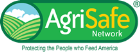 AgriSafe®
Network
Protecting the People who Feed America